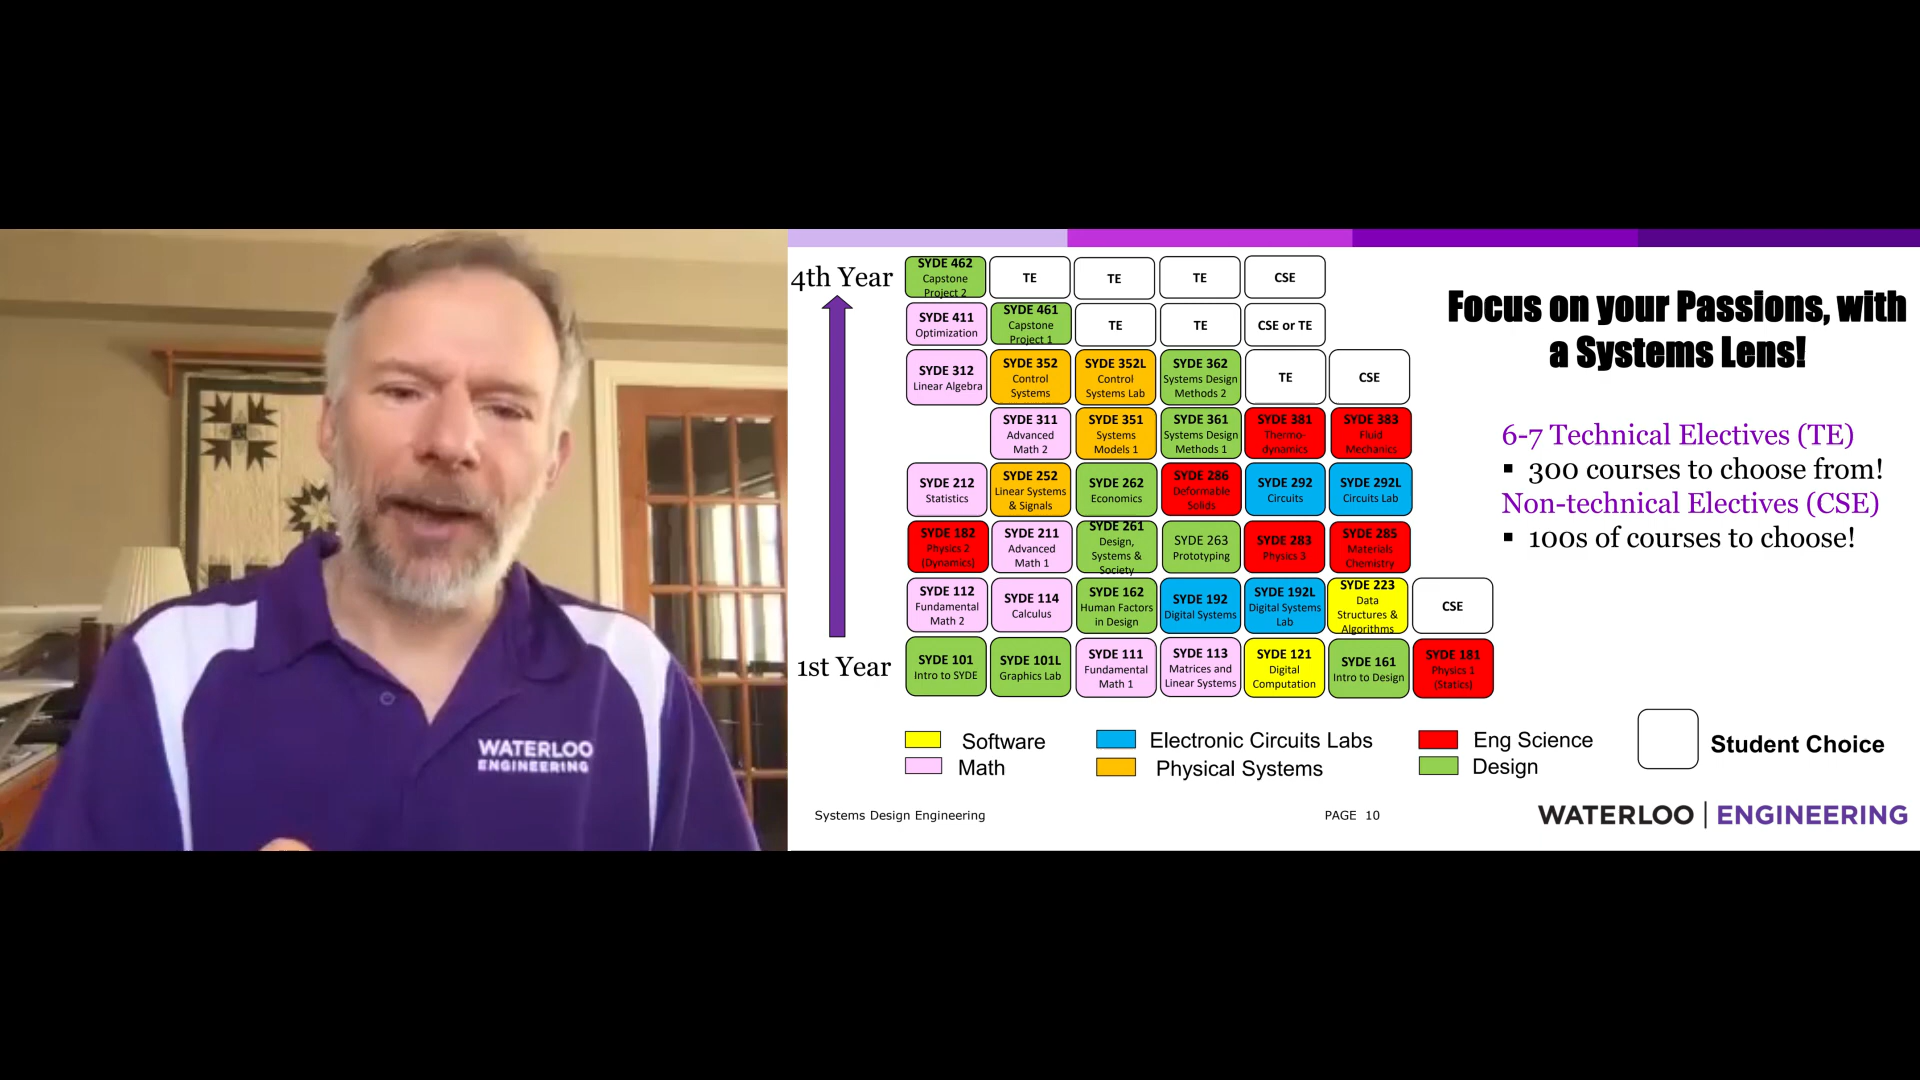 WATERLOO
ENGINEERING
4th Year
SYDE 462
Capstone
Project 2
TE
TE
TE
CSE
SYDE 411
Optimization
SYDE 461
Capstone
Project 1
TE
TE
CSE or TE
SYDE 312
Linear Algebra
SYDE 352
Control
Systems
SYDE 352L
Control
Systems Lab
SYDE 362
Systems Design
Methods 2
TE
CSE
SYDE 311
Advanced
Math 2
SYDE 351
Systems
Models 1
SYDE 361
Systems Design
Methods 1
SYDE 381
Thermo-
dynamics
SYDE 383
Fluid
Mechanics
SYDE 212
Statistics
SYDE 252
Linear Systems
& Signals
SYDE 262
Economics
SYDE 286
Deformable
Solids
SYDE 292
Circuits
SYDE 292L
Circuits Lab
SYDE 182
Physics 2
(Dynamics)
SYDE 211
Advanced
Math 1
SYDE 261
Design,
Systems &
Society
SYDE 263
Prototyping
SYDE 283
Physics 3
SYDE 285
Materials
Chemistry
SYDE 112
Fundamental
Math 2
SYDE 114
Calculus
SYDE 162
Human Factors
in Design
SYDE 192
Digital Systems
SYDE 192L
Digital Systems
Lab
SYDE 223
Data
Structures &
Algorithms
CSE
1st Year
SYDE 101
Intro to SYDE
SYDE 101L
Graphics Lab
SYDE 111
Fundamental
Math 1
SYDE 113
Matrices and
Linear Systems
SYDE 121
Digital
Computation
SYDE 161
Intro to Design
SYDE 181
Physics 1
(Statics)
Focus on your Passions, with
a Systems Lens!
6-7 Technical Electives (TE)
▪ 300 courses to choose from!
Non-technical Electives (CSE)
▪ 100s of courses to choose!
Software
Electronic Circuits Labs
Eng Science
Math
Physical Systems
Design
Student Choice
Systems Design Engineering
PAGE 10
WATERLOO | ENGINEERING